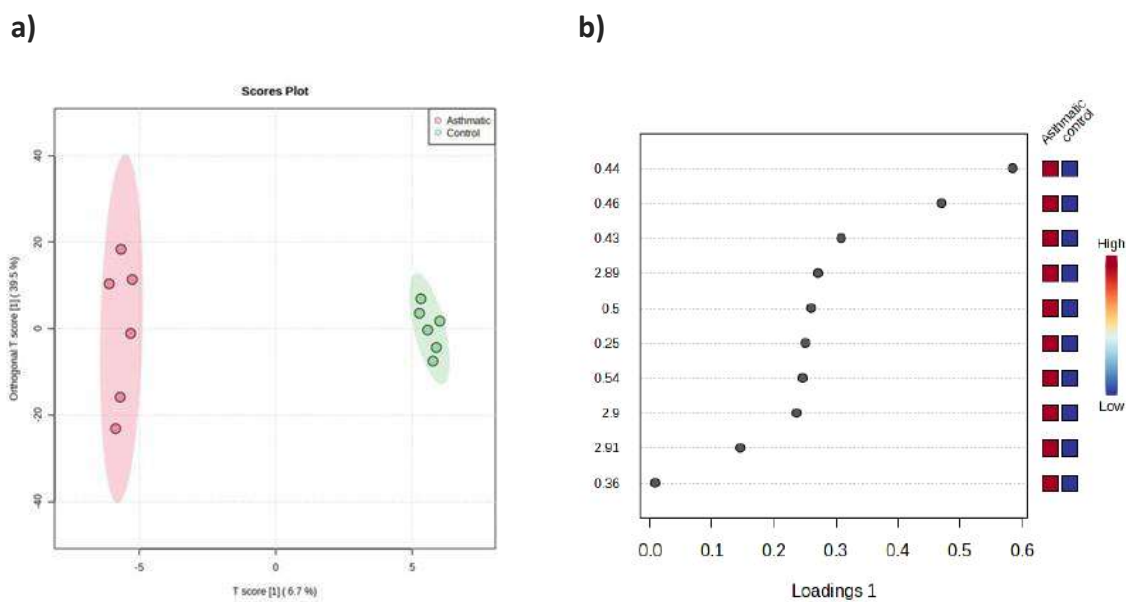 a)
b)
Scores Plot
Asthmatic
Control
Orthogonal T score [1] ( 39.5 %)
40
20
0
-20
-40
-5
0
5
T score [1] ( 6.7 %)
Asthmatic
control
0.44
0.46
0.43
2.89
0.5
0.25
0.54
2.9
2.91
0.36
High
Low
0.0
0.1
0.2
0.3
0.4
0.5
0.6
Loadings 1